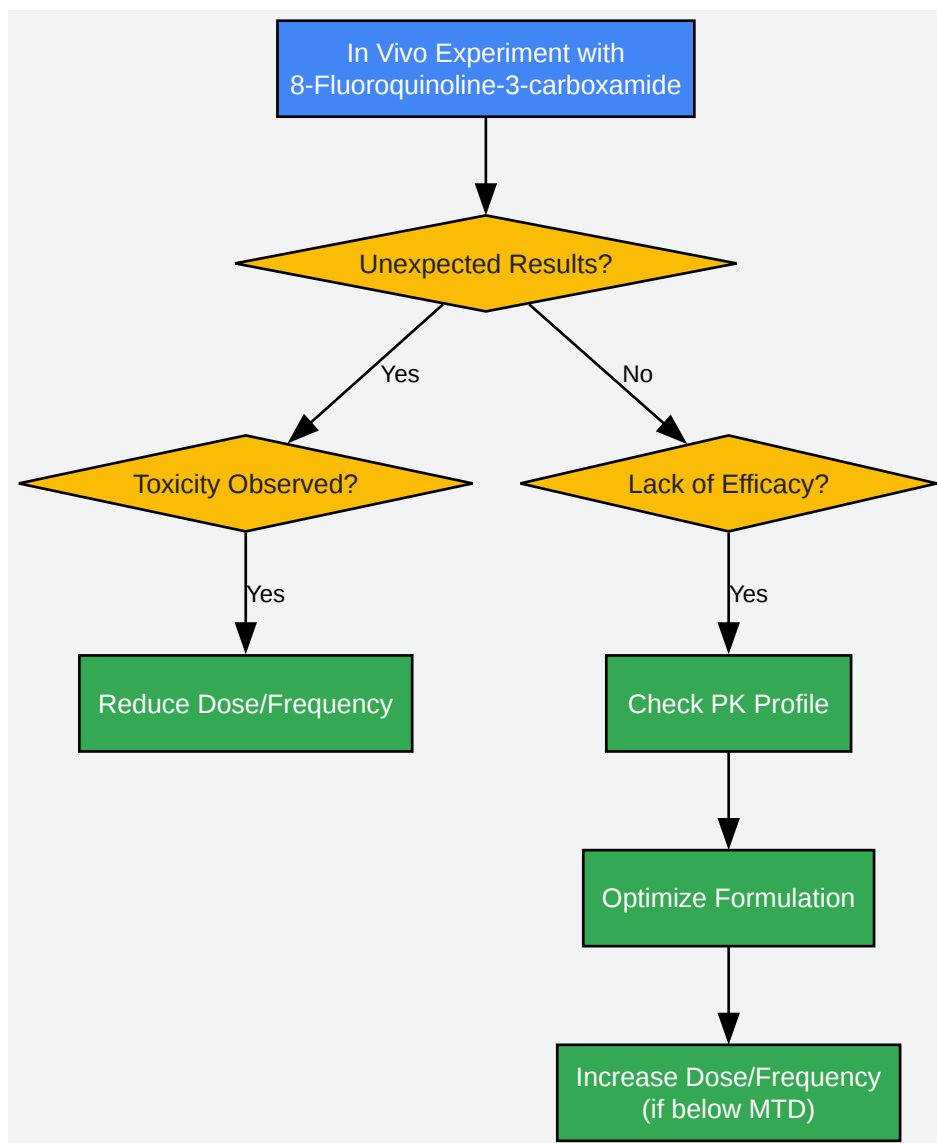 In Vivo Experiment with
8-Fluoroquinoline-3-carboxamide
Unexpected Results?
Yes
No
Toxicity Observed?
Lack of Efficacy?
Yes
Yes
Reduce Dose/Frequency
Check PK Profile
Optimize Formulation
Increase Dose/Frequency
(if below MTD)